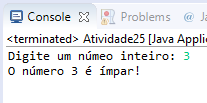 Console Problems
<terminated> Atividade25 [Java Applic
Digite um númeo inteiro: 3
O número 3 é ímpar!